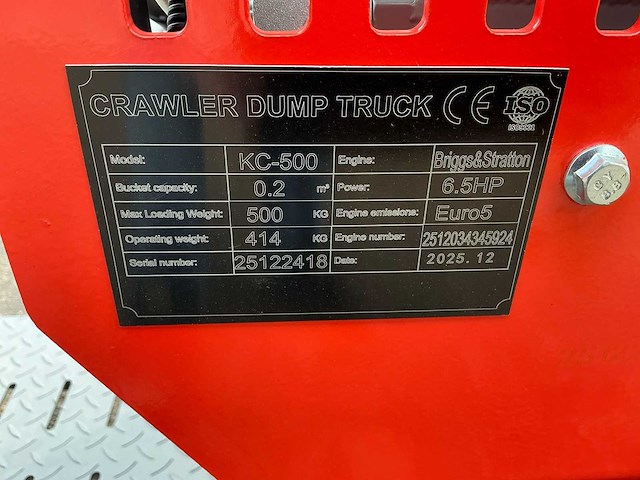 CRAWLER DUMP TRUCK CE ISO
Model: KC-500 Engine: Briggs&Stratton
Bucket capacity: 0.2 m³ Power: 6.5HP
Max Loading Weight: 500 KG Engine emissions: Euro5
Operating weight: 414 KG Engine number: 2512034345924
Serial number: 25122418 Date: 2025.12